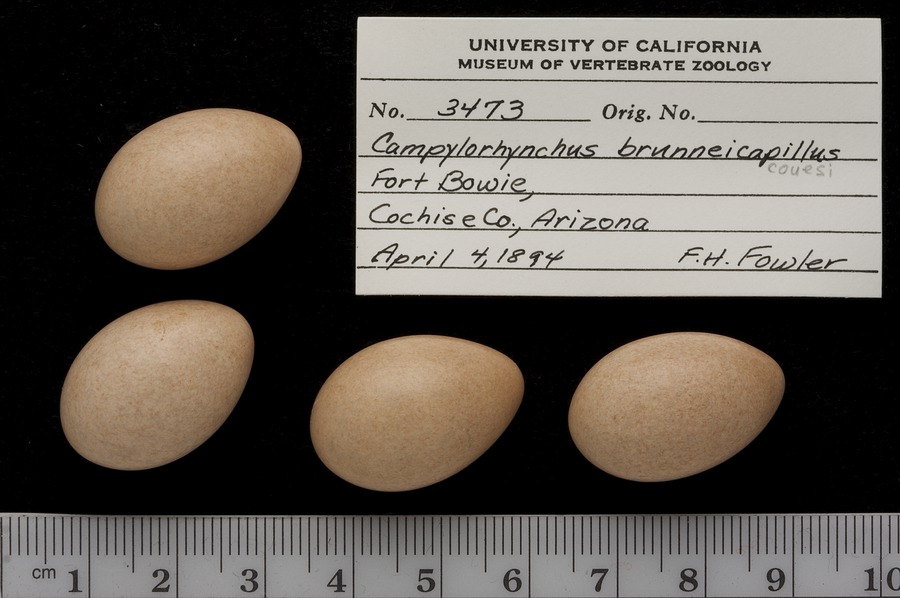 UNIVERSITY OF CALIFORNIA
MUSEUM OF VERTEBRATE ZOOLOGY
No. 3473 Orig. No.
Campylorhynchus brunneicapillus
couesi
Fort Bowie,
Cochise Co., Arizona
April 4, 1894 F.H. Fowler
cm 1 2 3 4 5 6 7 8 9 10